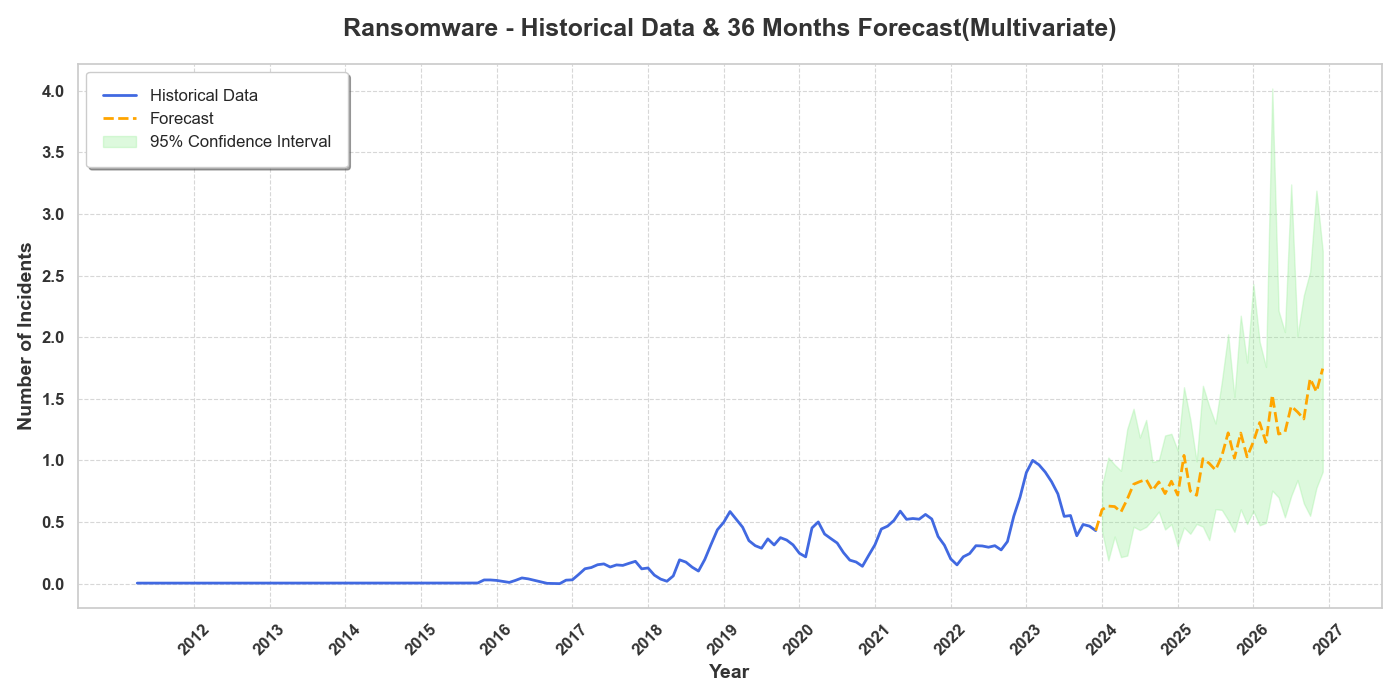 Ransomware - Historical Data & 36 Months Forecast(Multivariate)
Historical Data
Forecast
95% Confidence Interval
Number of Incidents
4.0
3.5
3.0
2.5
2.0
1.5
1.0
0.5
0.0
2012 2013 2014 2015 2016 2017 2018 2019 2020 2021 2022 2023 2024 2025 2026 2027
Year